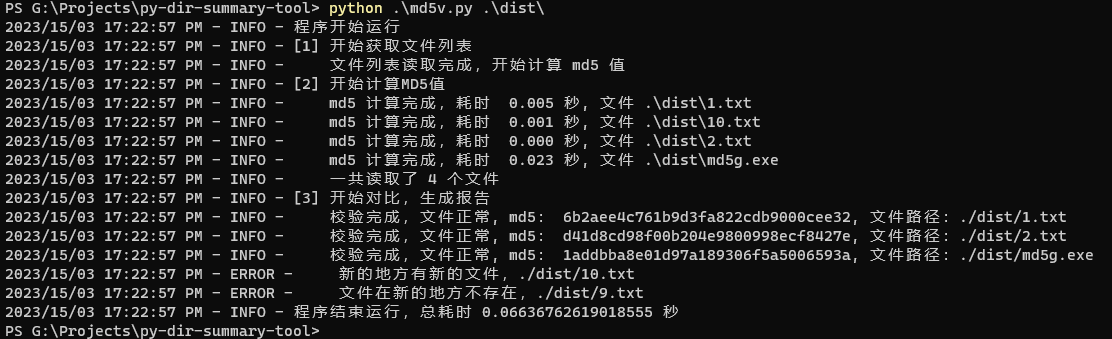 PS G:\Projects\py-dir-summary-tool> python .\md5v.py .\dist\
2023/15/03 17:22:57 PM - INFO - 程序开始运行
2023/15/03 17:22:57 PM - INFO - [1] 开始获取文件列表
2023/15/03 17:22:57 PM - INFO -     文件列表读取完成，开始计算 md5 值
2023/15/03 17:22:57 PM - INFO - [2] 开始计算MD5值
2023/15/03 17:22:57 PM - INFO -     md5 计算完成，耗时  0.005 秒, 文件 .\dist\1.txt
2023/15/03 17:22:57 PM - INFO -     md5 计算完成，耗时  0.001 秒, 文件 .\dist\10.txt
2023/15/03 17:22:57 PM - INFO -     md5 计算完成，耗时  0.000 秒, 文件 .\dist\2.txt
2023/15/03 17:22:57 PM - INFO -     md5 计算完成，耗时  0.023 秒, 文件 .\dist\md5g.exe
2023/15/03 17:22:57 PM - INFO -     一共读取了 4 个文件
2023/15/03 17:22:57 PM - INFO - [3] 开始对比，生成报告
2023/15/03 17:22:57 PM - INFO -     校验完成，文件正常, md5:  6b2aee4c761b9d3fa822cdb9000cee32, 文件路径：./dist/1.txt
2023/15/03 17:22:57 PM - INFO -     校验完成，文件正常, md5:  d41d8cd98f00b204e9800998ecf8427e, 文件路径：./dist/2.txt
2023/15/03 17:22:57 PM - INFO -     校验完成，文件正常, md5:  1addbba8e01d97a189306f5a5006593a, 文件路径：./dist/md5g.exe
2023/15/03 17:22:57 PM - ERROR -     新的地方有新的文件，./dist/10.txt
2023/15/03 17:22:57 PM - ERROR -     文件在新的地方不存在，./dist/9.txt
2023/15/03 17:22:57 PM - INFO - 程序结束运行，总耗时 0.06636762619018555 秒
PS G:\Projects\py-dir-summary-tool>